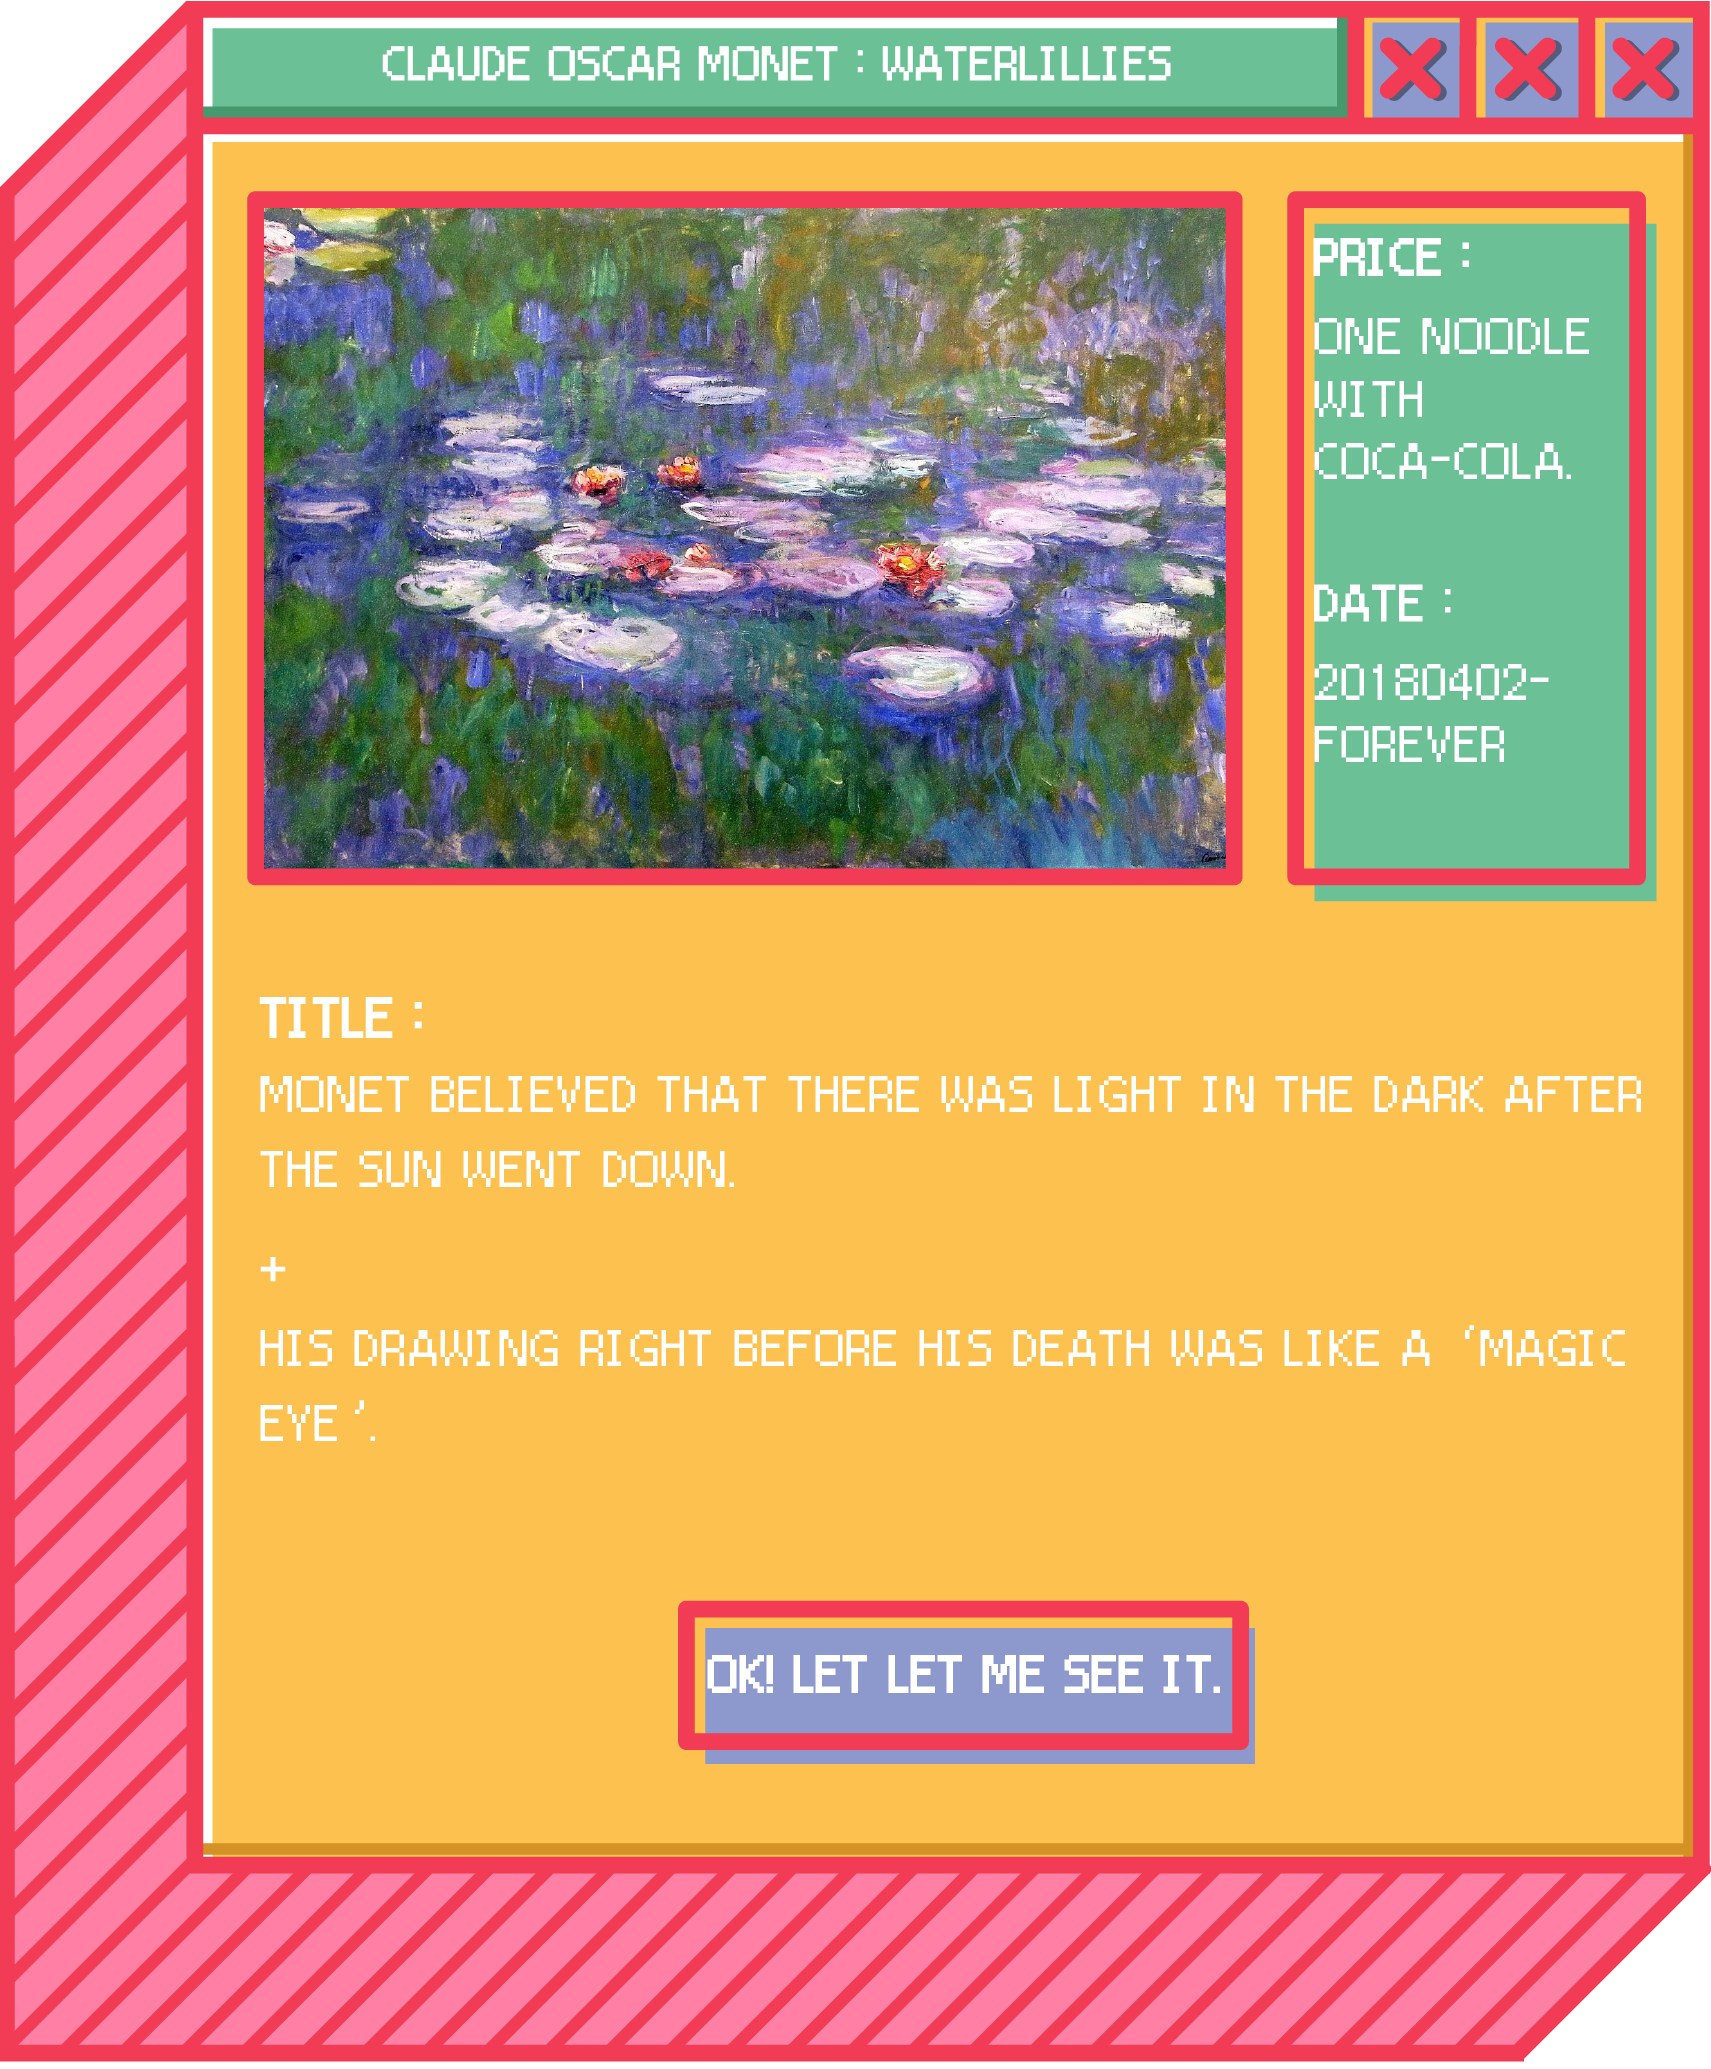 CLAUDE OSCAR MONET : WATERLILLIES
PRICE :
ONE NOODLE
WITH
COCA-COLA.
DATE :
20180402-
FOREVER
TITLE :
MONET BELIEVED THAT THERE WAS LIGHT IN THE DARK AFTER
THE SUN WENT DOWN.
+
HIS DRAWING RIGHT BEFORE HIS DEATH WAS LIKE A ‘MAGIC
EYE’.
OK! LET LET ME SEE IT.